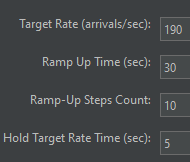 Target Rate (arrivals/sec): 190
Ramp Up Time (sec): 30
Ramp-Up Steps Count: 10
Hold Target Rate Time (sec): 5